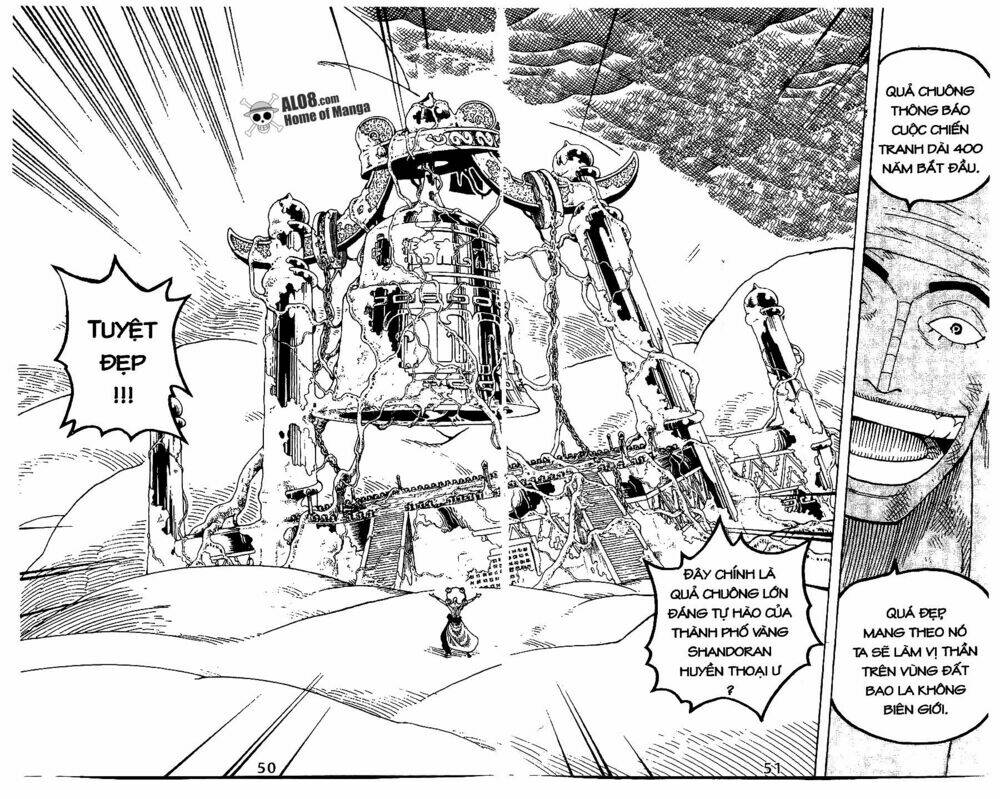 QUẢ CHUÔNG
THÔNG BÁO
CUỘC CHIẾN
TRANH DÀI 400
NĂM BẮT ĐẦU.
AL08.com
Home of Manga
TUYỆT
ĐẸP
!!!
ĐÂY CHÍNH LÀ
QUẢ CHUÔNG LỚN
ĐÁNG TỰ HÀO CỦA
THÀNH PHỐ VÀNG
SHANDORAN
HUYỀN THOẠI Ư
?
QUÁ ĐẸP,
MANG THEO NÓ
TA SẼ LÀM VỊ THẦN
TRÊN VÙNG ĐẤT
BAO LA KHÔNG
BIÊN GIỚI.
50
51